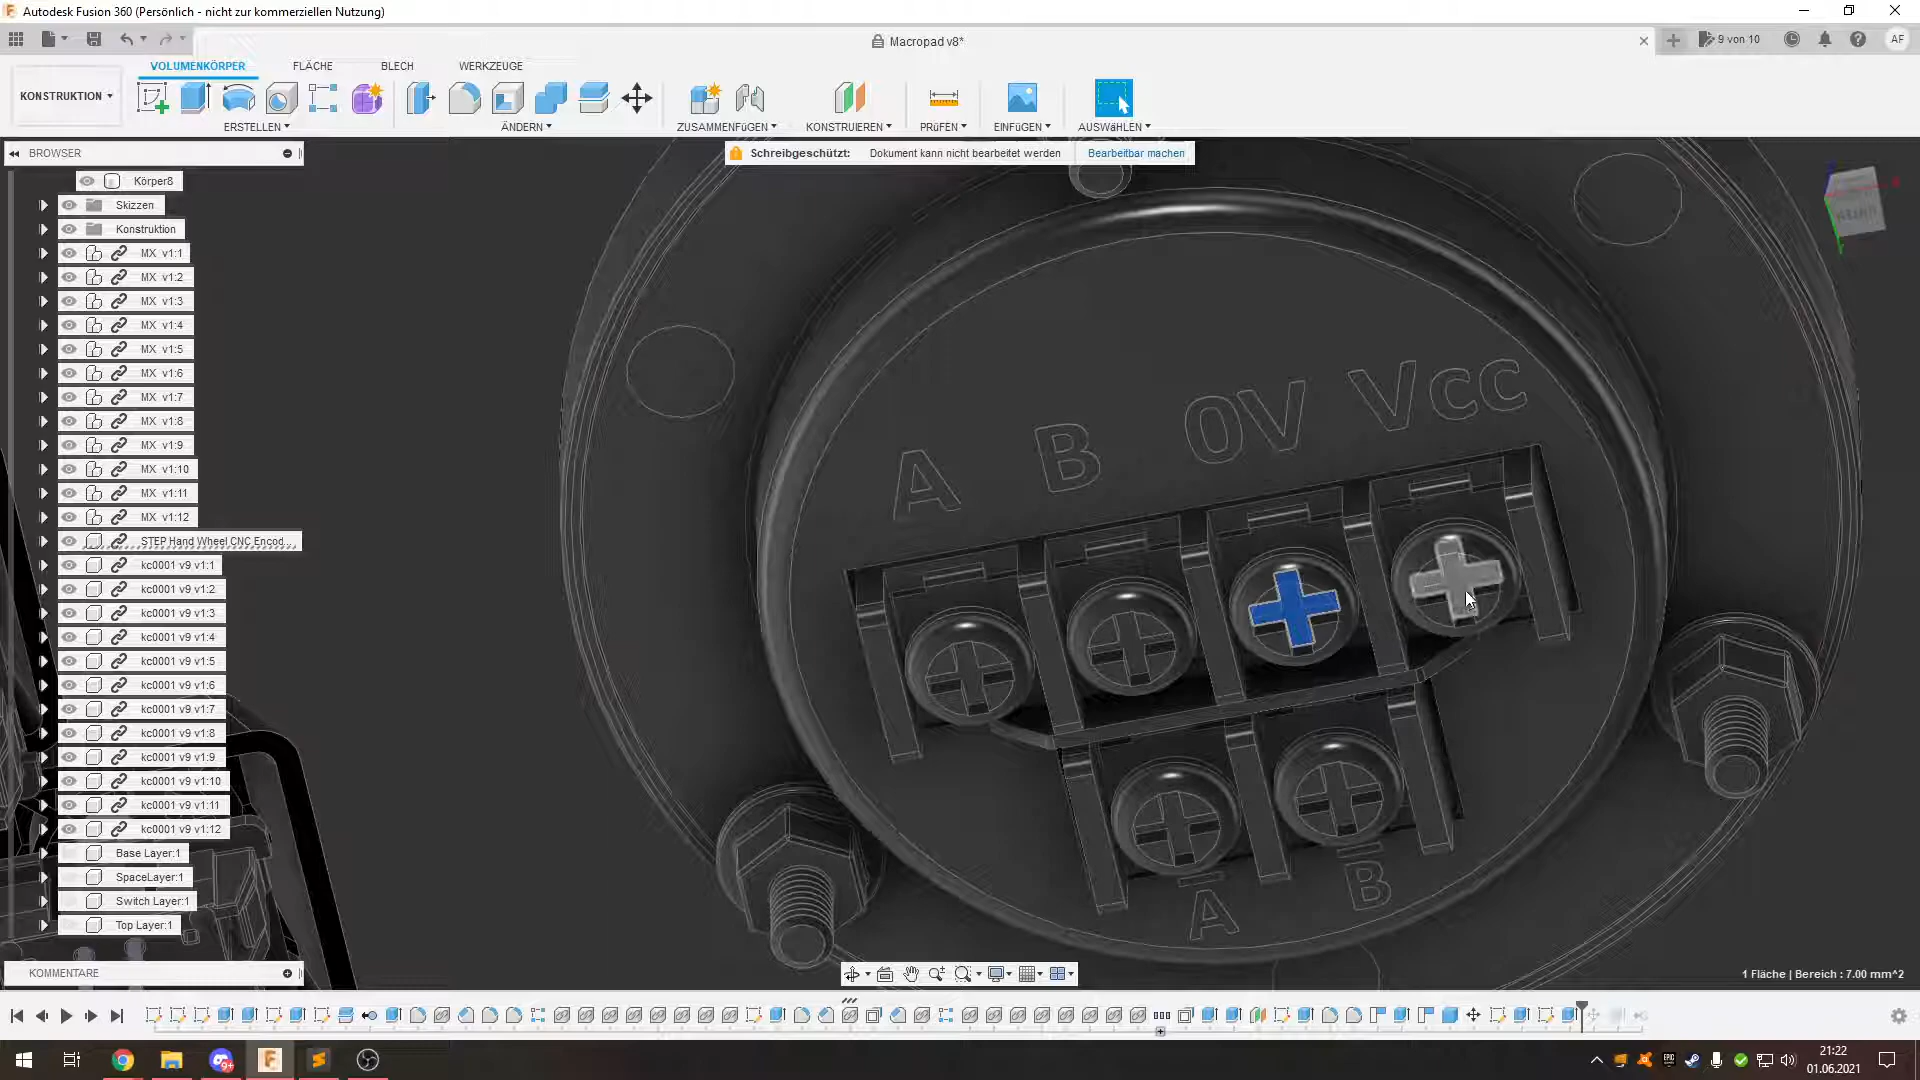 Autodesk Fusion 360 (Persönlich - nicht zur kommerziellen Nutzung)
Macropad v8*
9 von 10
AF
KONSTRUKTION
VOLUMENKÖRPER
FLÄCHE
BLECH
WERKZEUGE
ERSTELLEN
ÄNDERN
ZUSAMMENFÜGEN
KONSTRUIEREN
PRÜFEN
EINFÜGEN
AUSWÄHLEN
BROWSER
Schreibgeschützt: Dokument kann nicht bearbeitet werden Bearbeitbar machen
Körper8
Skizzen
Konstruktion
MX v1:1
MX v1:2
MX v1:3
MX v1:4
MX v1:5
MX v1:6
MX v1:7
MX v1:8
MX v1:9
MX v1:10
MX v1:11
MX v1:12
STEP Hand Wheel CNC Encod...
kc0001 v9 v1:1
kc0001 v9 v1:2
kc0001 v9 v1:3
kc0001 v9 v1:4
kc0001 v9 v1:5
kc0001 v9 v1:6
kc0001 v9 v1:7
kc0001 v9 v1:8
kc0001 v9 v1:9
kc0001 v9 v1:10
kc0001 v9 v1:11
kc0001 v9 v1:12
Base Layer:1
SpaceLayer:1
Switch Layer:1
Top Layer:1
A B 0V Vcc
A B
KOMMENTARE
1 Fläche | Bereich : 7.00 mm^2
9+
EPIC
21:22
01.06.2021